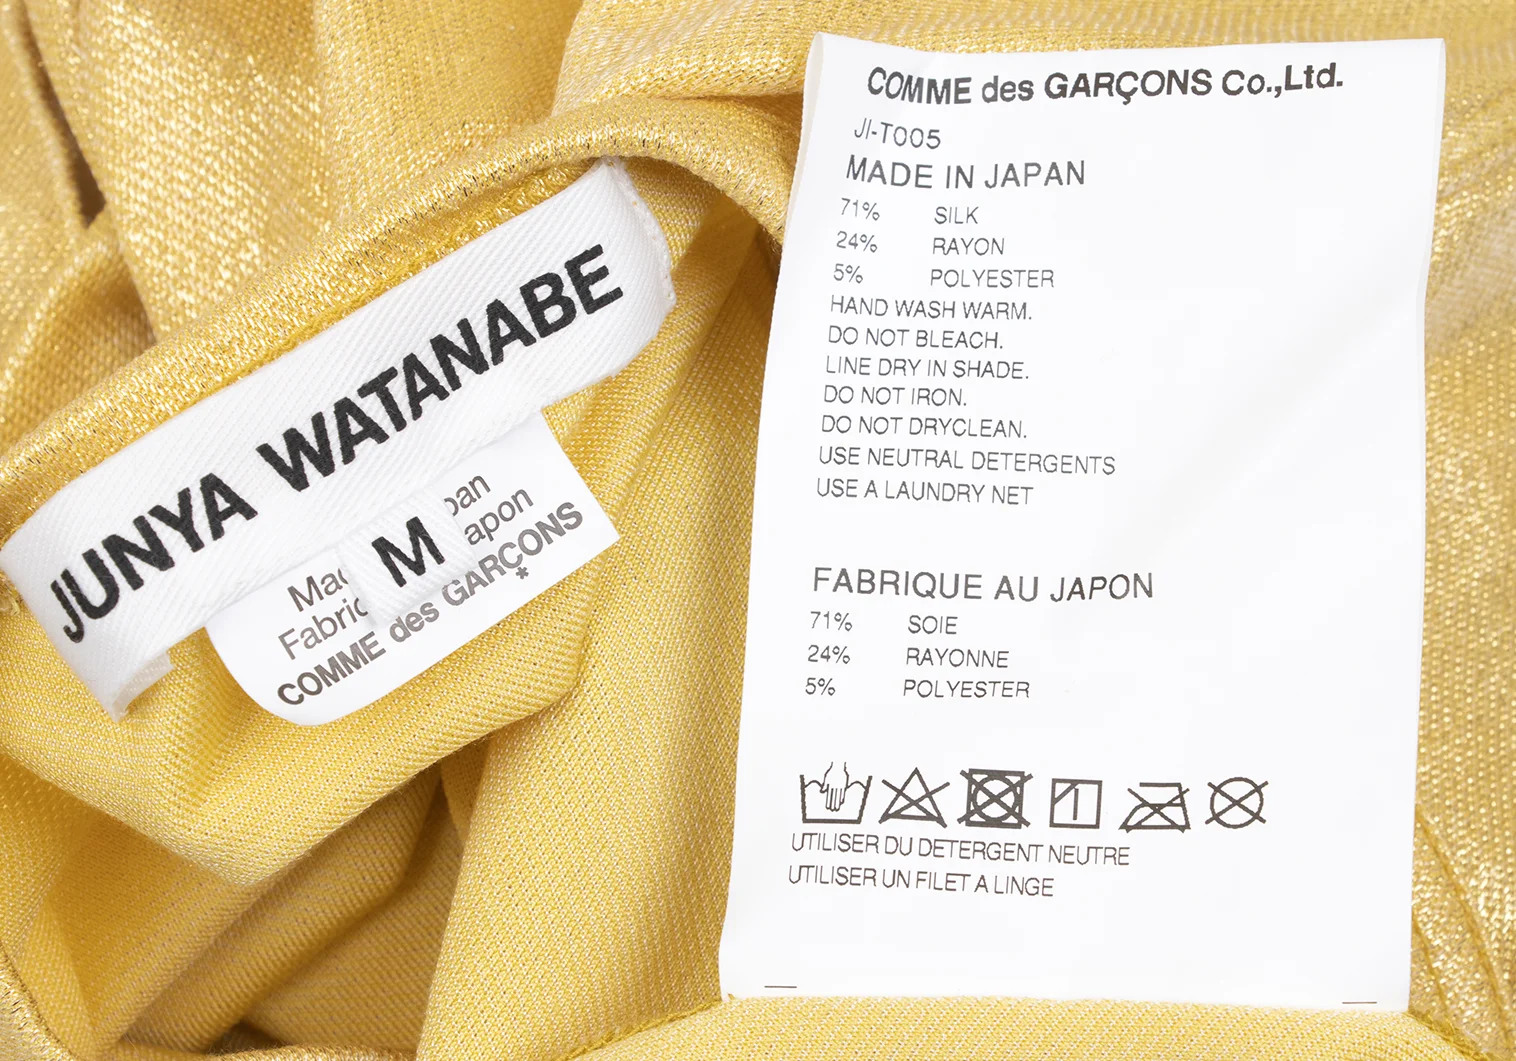 JUNYA WATANABE
M
COMME des GARÇONS
*
COMME des GARÇONS Co.,Ltd.
JI-T005
MADE IN JAPAN
71% SILK
24% RAYON
5% POLYESTER
HAND WASH WARM.
DO NOT BLEACH.
LINE DRY IN SHADE.
DO NOT IRON.
DO NOT DRYCLEAN.
USE NEUTRAL DETERGENTS
USE A LAUNDRY NET
FABRIQUE AU JAPON
71% SOIE
24% RAYONNE
5% POLYESTER
UTILISER DU DETERGENT NEUTRE
UTILISER UN FILET A LINGE